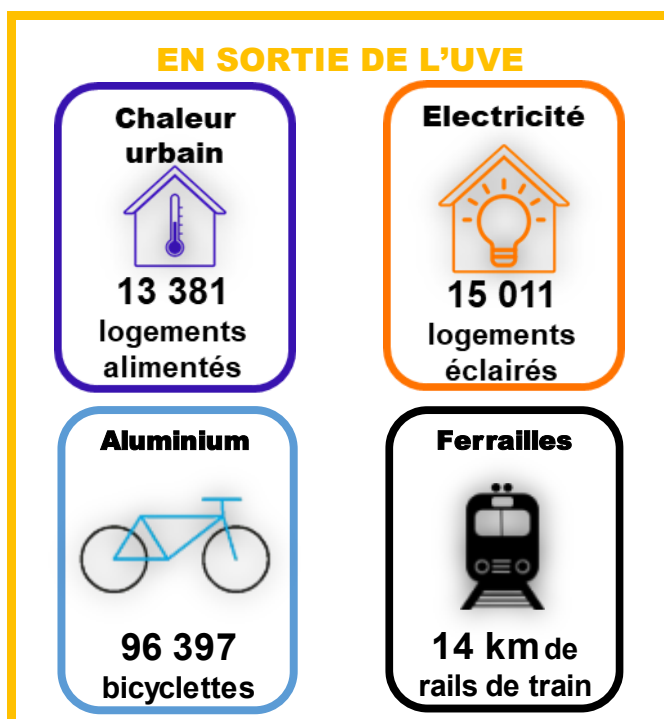 EN SORTIE DE L'UVE
Chaleur
urbain
13 381
logements
alimentés
Electricité
15 011
logements
éclairés
Aluminium
96 397
bicyclettes
Ferrailles
14 km de
rails de train